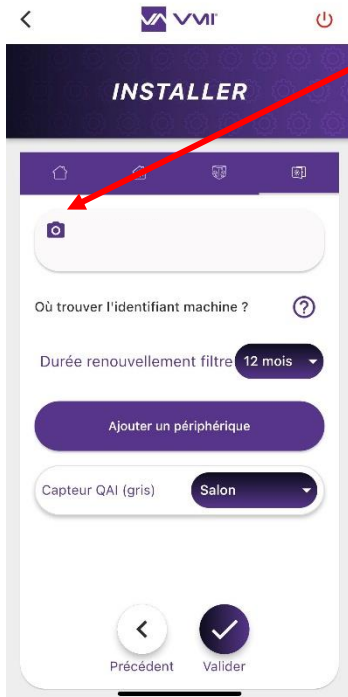 VMI
INSTALLER
Où trouver l'identifiant machine ?
Durée renouvellement filtre 12 mois
Ajouter un périphérique
Capteur QAI (gris) Salon
Précédent Valider